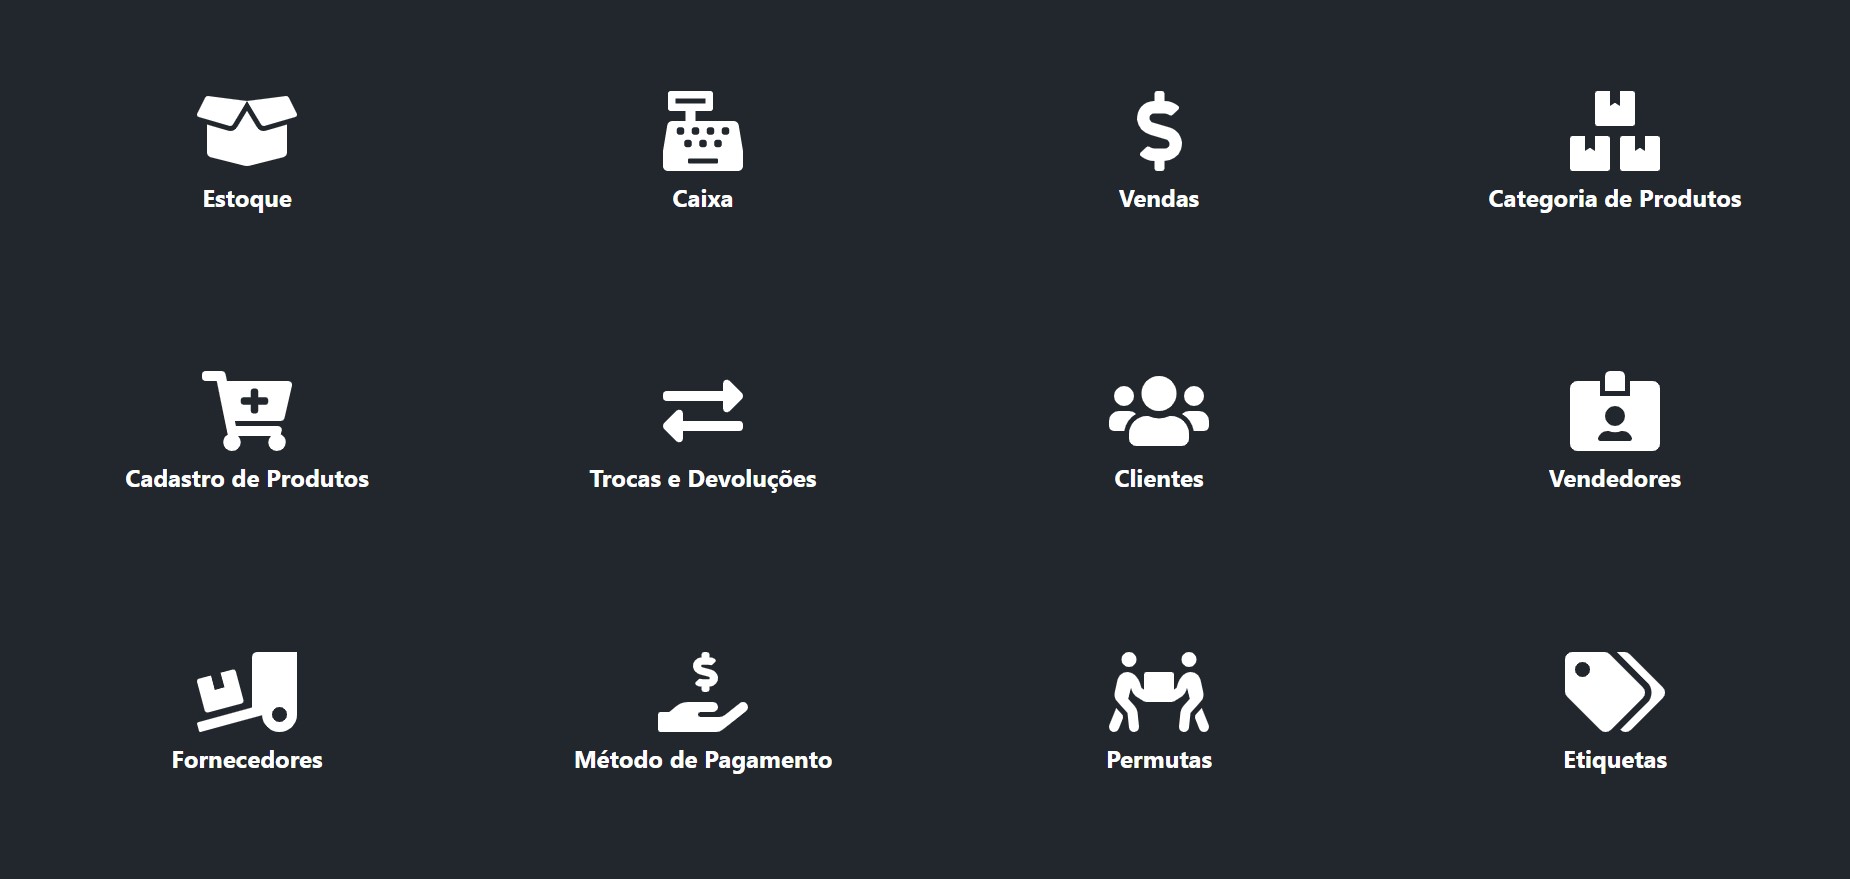 Estoque
Caixa
Vendas
Categoria de Produtos
Cadastro de Produtos
Trocas e Devoluções
Clientes
Vendedores
Fornecedores
Método de Pagamento
Permutas
Etiquetas